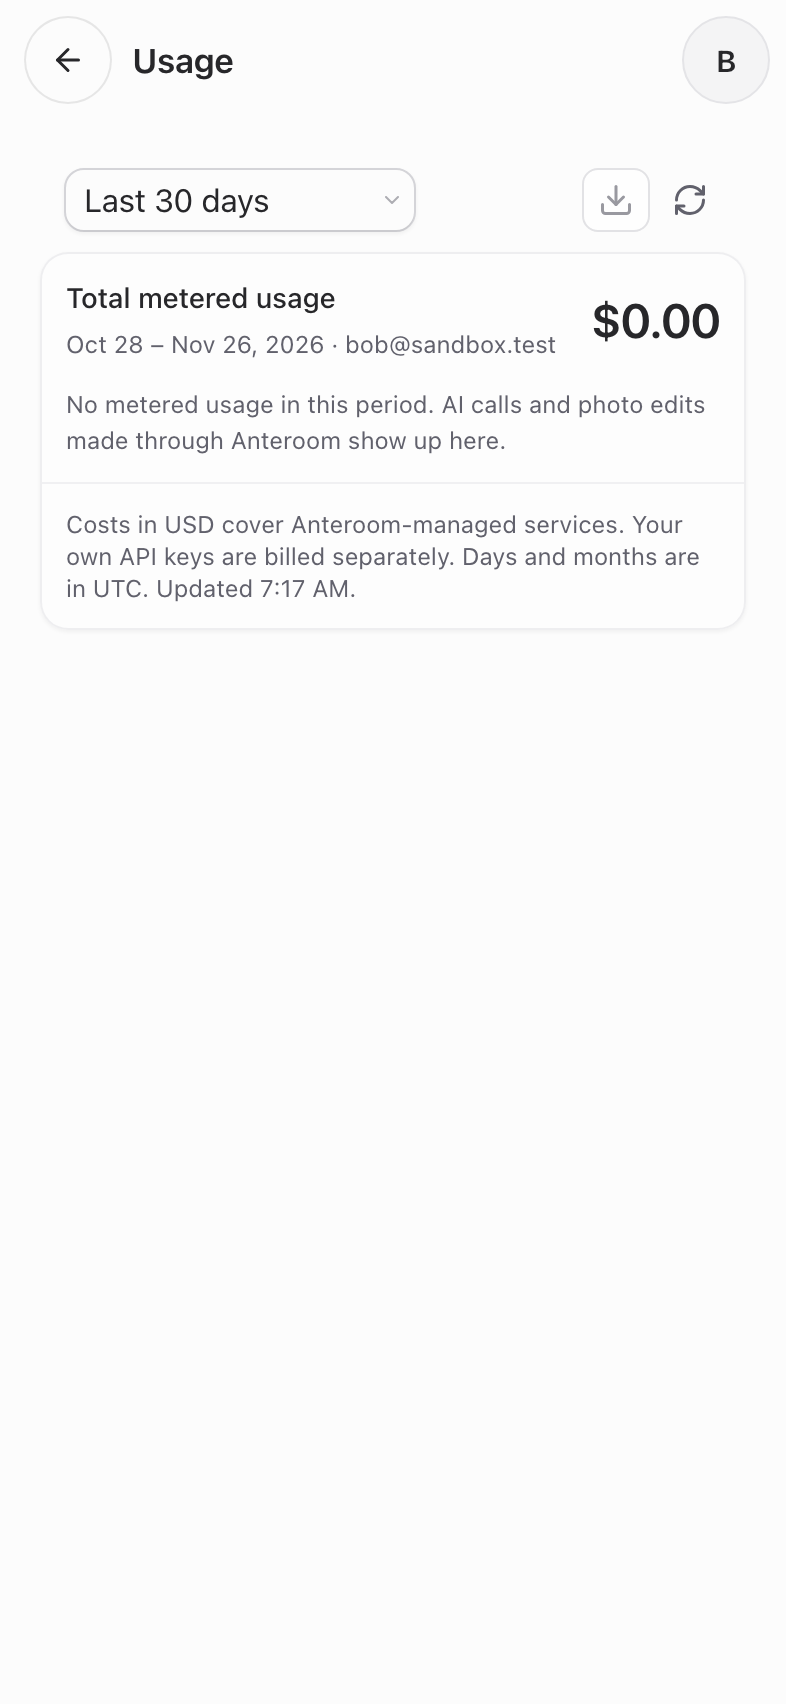 Usage
B
Last 30 days
Total metered usage
$0.00
Oct 28 – Nov 26, 2026 · bob@sandbox.test
No metered usage in this period. AI calls and photo edits
made through Anteroom show up here.
Costs in USD cover Anteroom-managed services. Your
own API keys are billed separately. Days and months are
in UTC. Updated 7:17 AM.